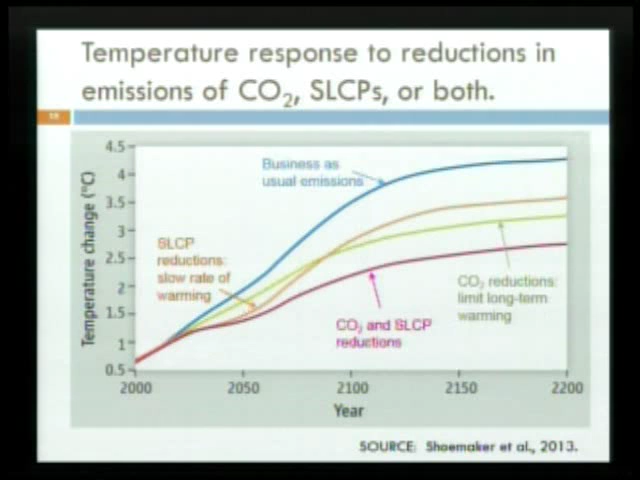 Temperature response to reductions in
emissions of CO₂, SLCPs, or both.
4.5
4
3.5
3
2.5
2
1.5
1
0.5
Temperature change (°C)
Business as
usual emissions
SLCP
reductions:
slow rate of
warming
CO₂ reductions:
limit long-term
warming
CO₂ and SLCP
reductions
2000
2050
2100
2150
2200
Year
SOURCE: Shoemaker et al., 2013.